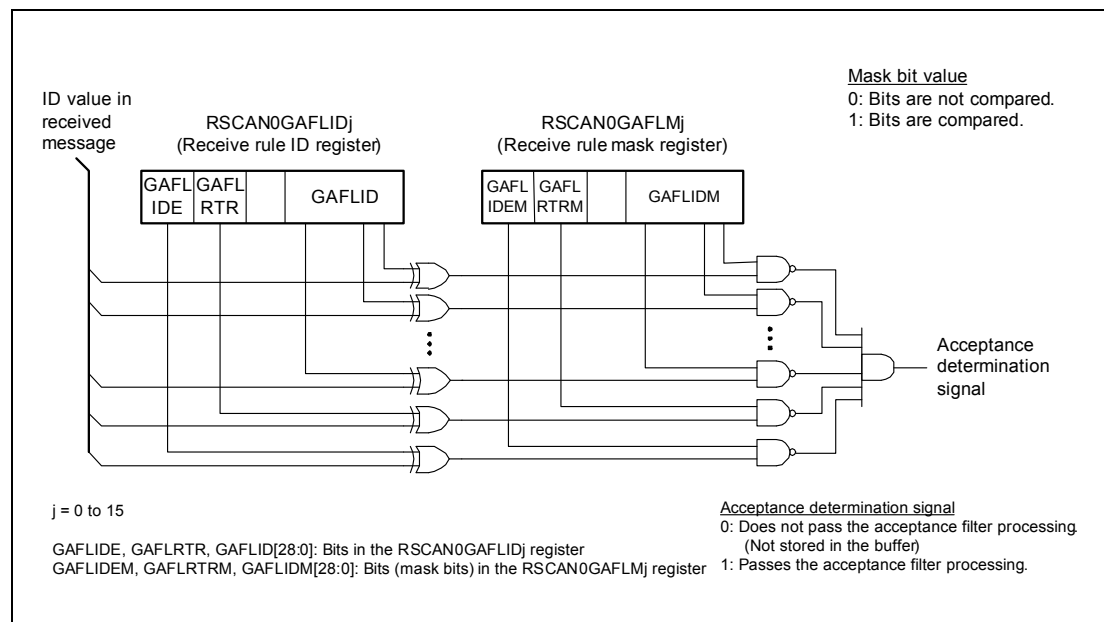 Mask bit value
0: Bits are not compared.
1: Bits are compared.
ID value in
received
message
RSCAN0GAFLIDj
(Receive rule ID register)
RSCAN0GAFLMj
(Receive rule mask register)
GAFL
IDE
GAFL
RTR
GAFLID
GAFL
IDEM
GAFL
RTRM
GAFLIDM
Acceptance
determination
signal
j = 0 to 15
GAFLIDE, GAFLRTR, GAFLID[28:0]: Bits in the RSCAN0GAFLIDj register
GAFLIDEM, GAFLRTRM, GAFLIDM[28:0]: Bits (mask bits) in the RSCAN0GAFLMj register
Acceptance determination signal
0: Does not pass the acceptance filter processing.
(Not stored in the buffer)
1: Passes the acceptance filter processing.